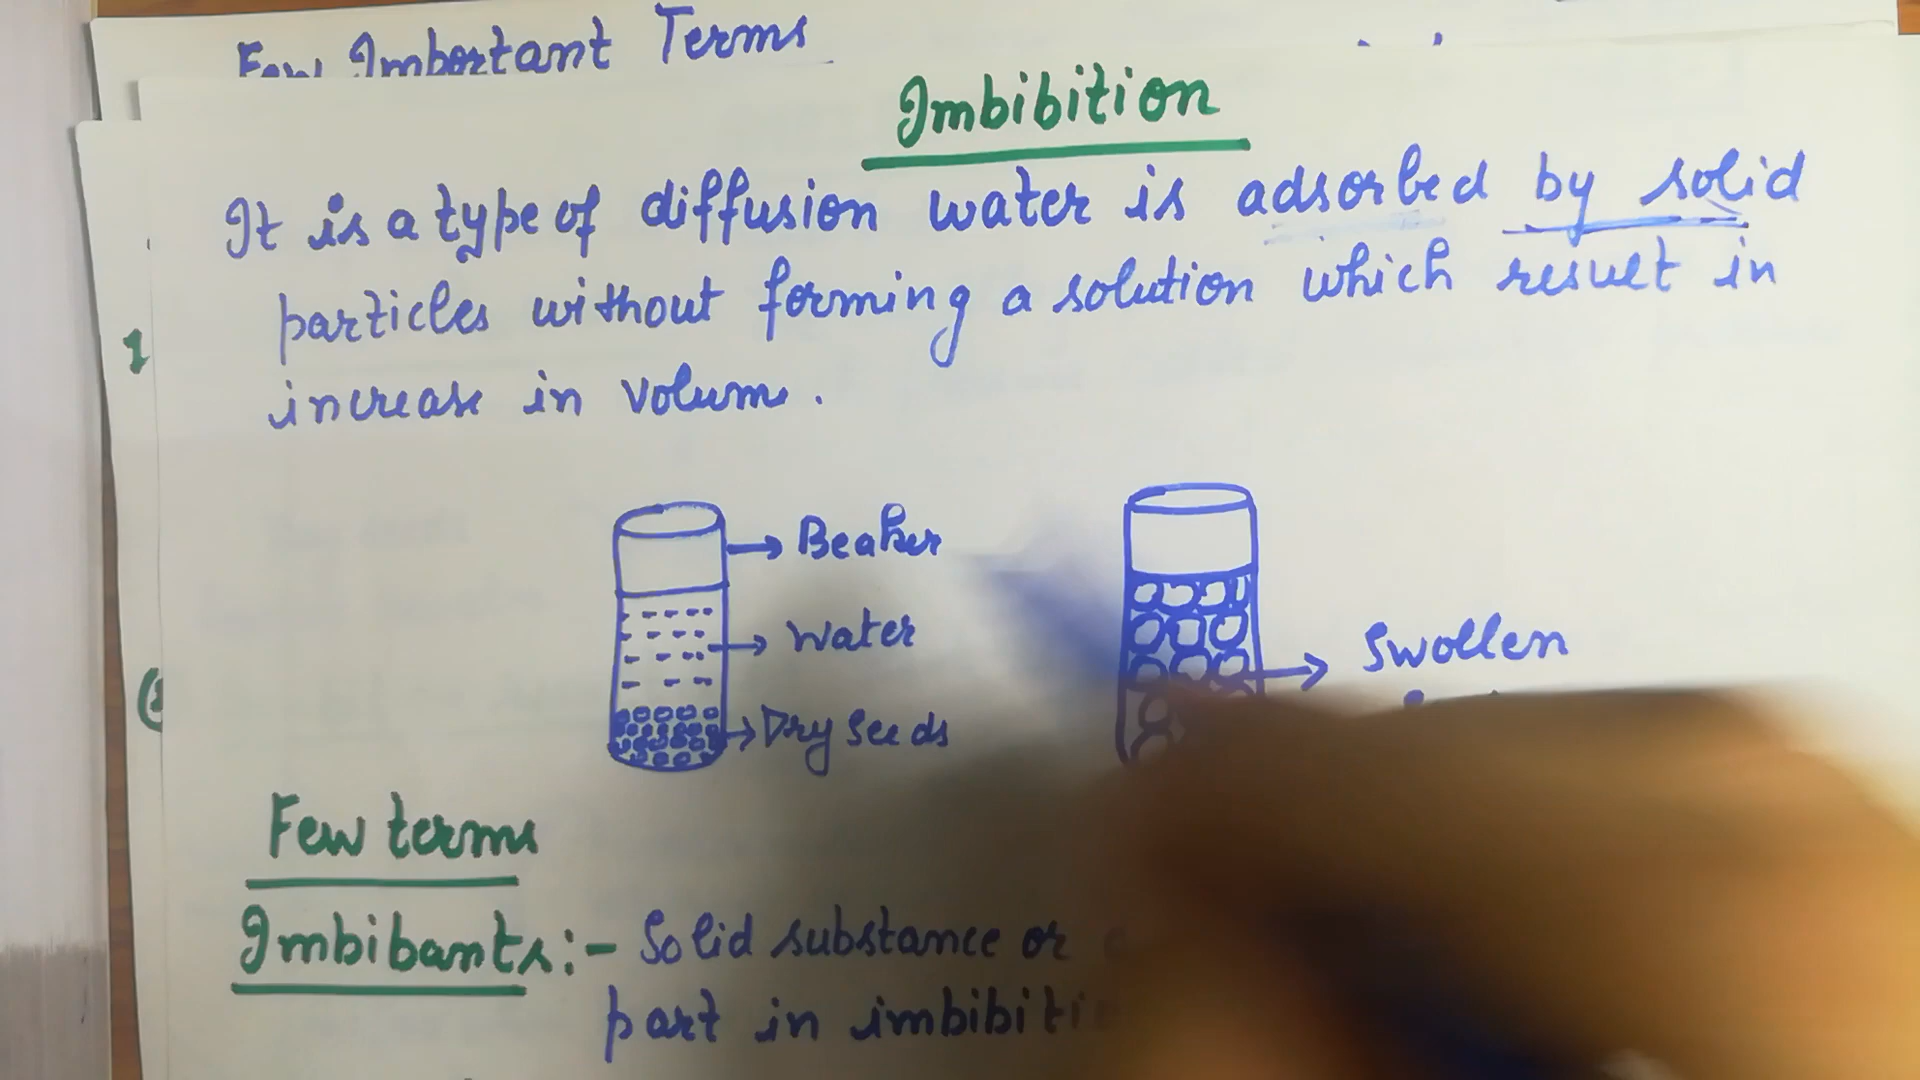 Few Important Terms
Imbibition
It is a type of diffusion water is adsorbed by solid
particles without forming a solution which result in
increase in volume.
Beaker
Water
Dry seeds
Swollen
1
Few terms
Imbibants:- Solid substance or
part in